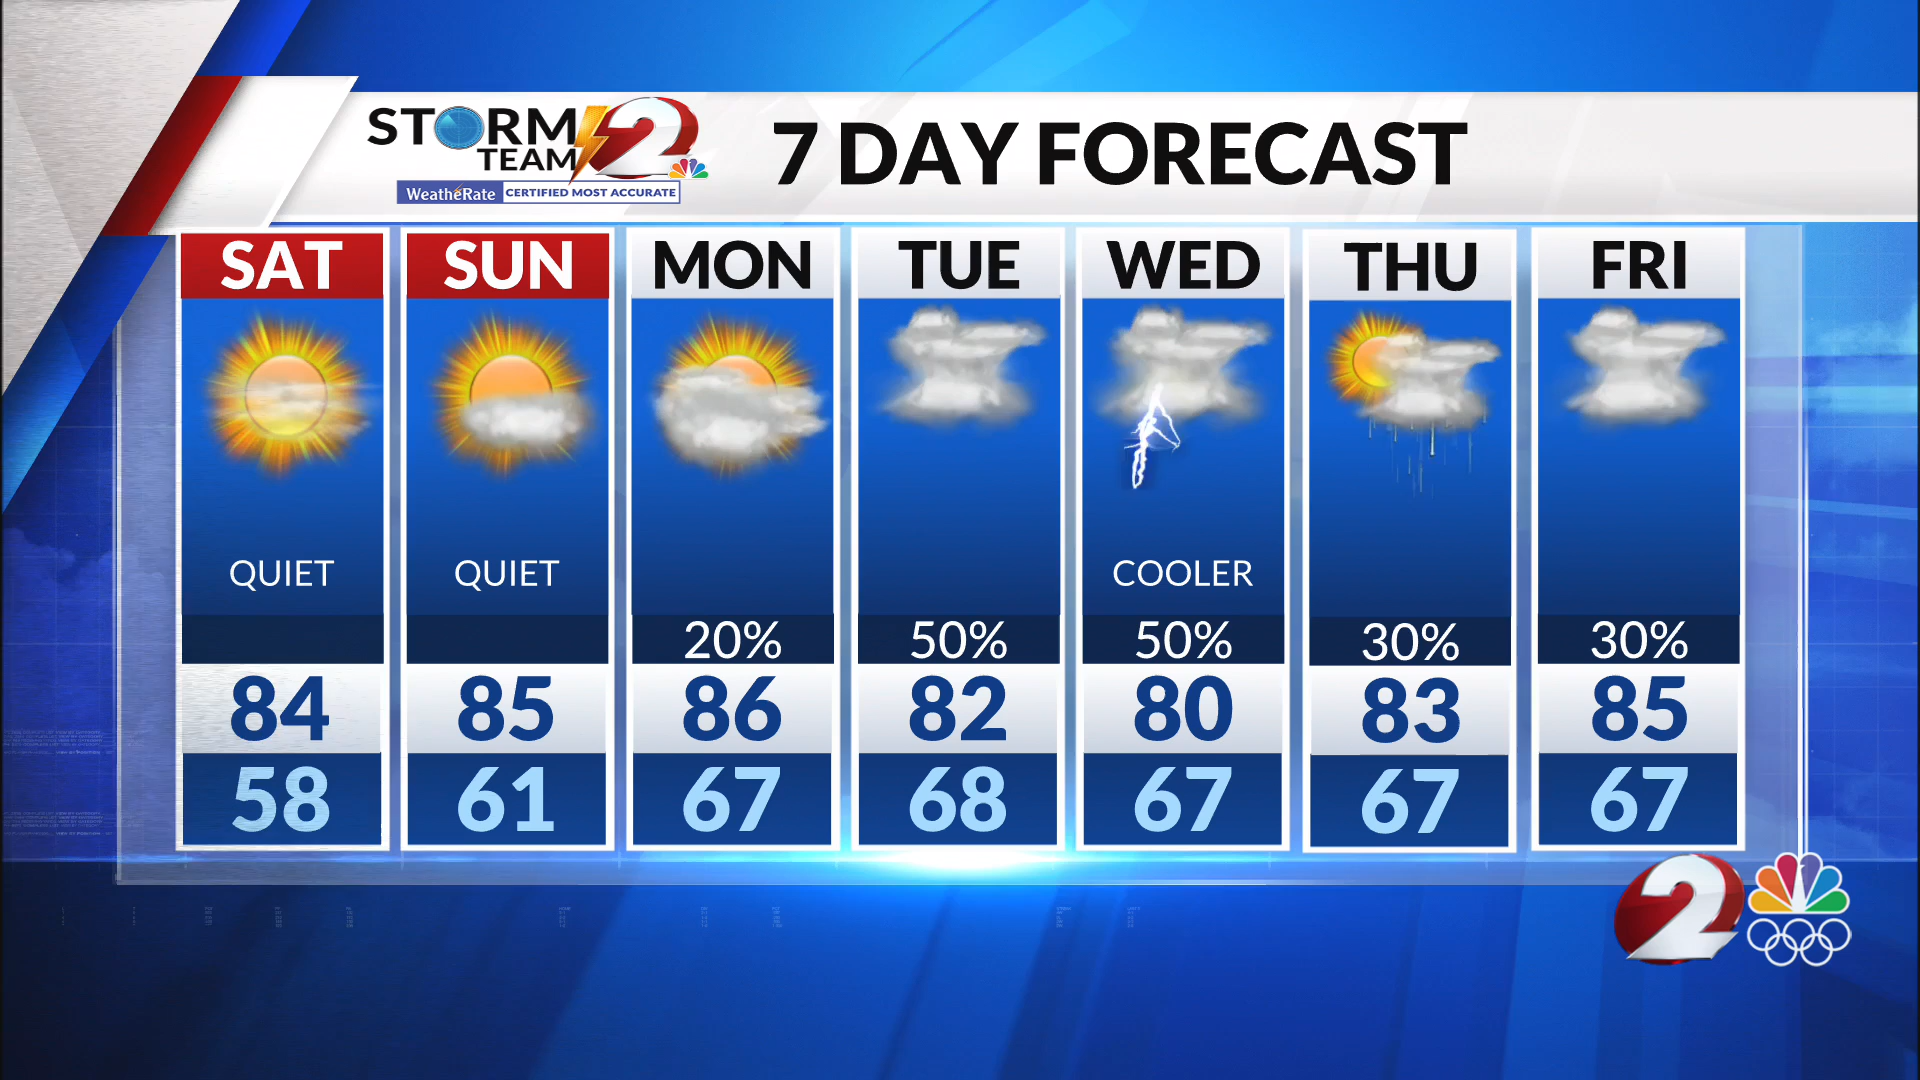 STORM
TEAM 2
WeatheRate CERTIFIED MOST ACCURATE
7 DAY FORECAST
SAT SUN MON TUE WED THU FRI
QUIET QUIET COOLER
20% 50% 50% 30% 30%
84 85 86 82 80 83 85
58 61 67 68 67 67 67
2